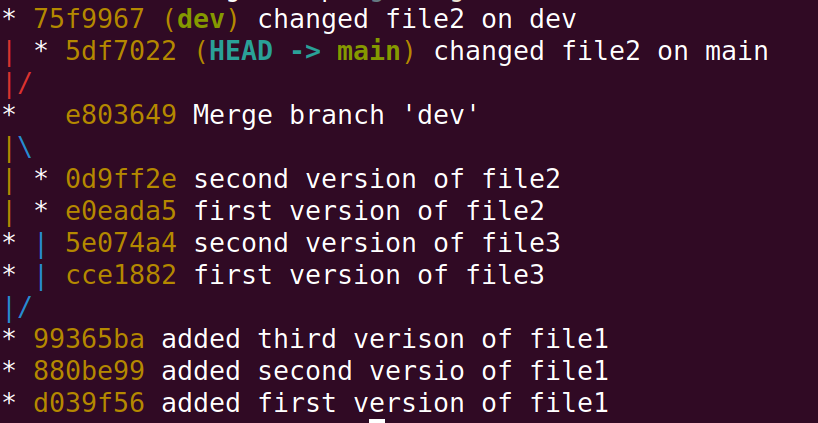 * 75f9967 (dev) changed file2 on dev
| * 5df7022 (HEAD -> main) changed file2 on main
|/
*   e803649 Merge branch 'dev'
|\
| * 0d9ff2e second version of file2
| * e0eada5 first version of file2
* | 5e074a4 second version of file3
* | cce1882 first version of file3
|/
* 99365ba added third verison of file1
* 880be99 added second versio of file1
* d039f56 added first version of file1